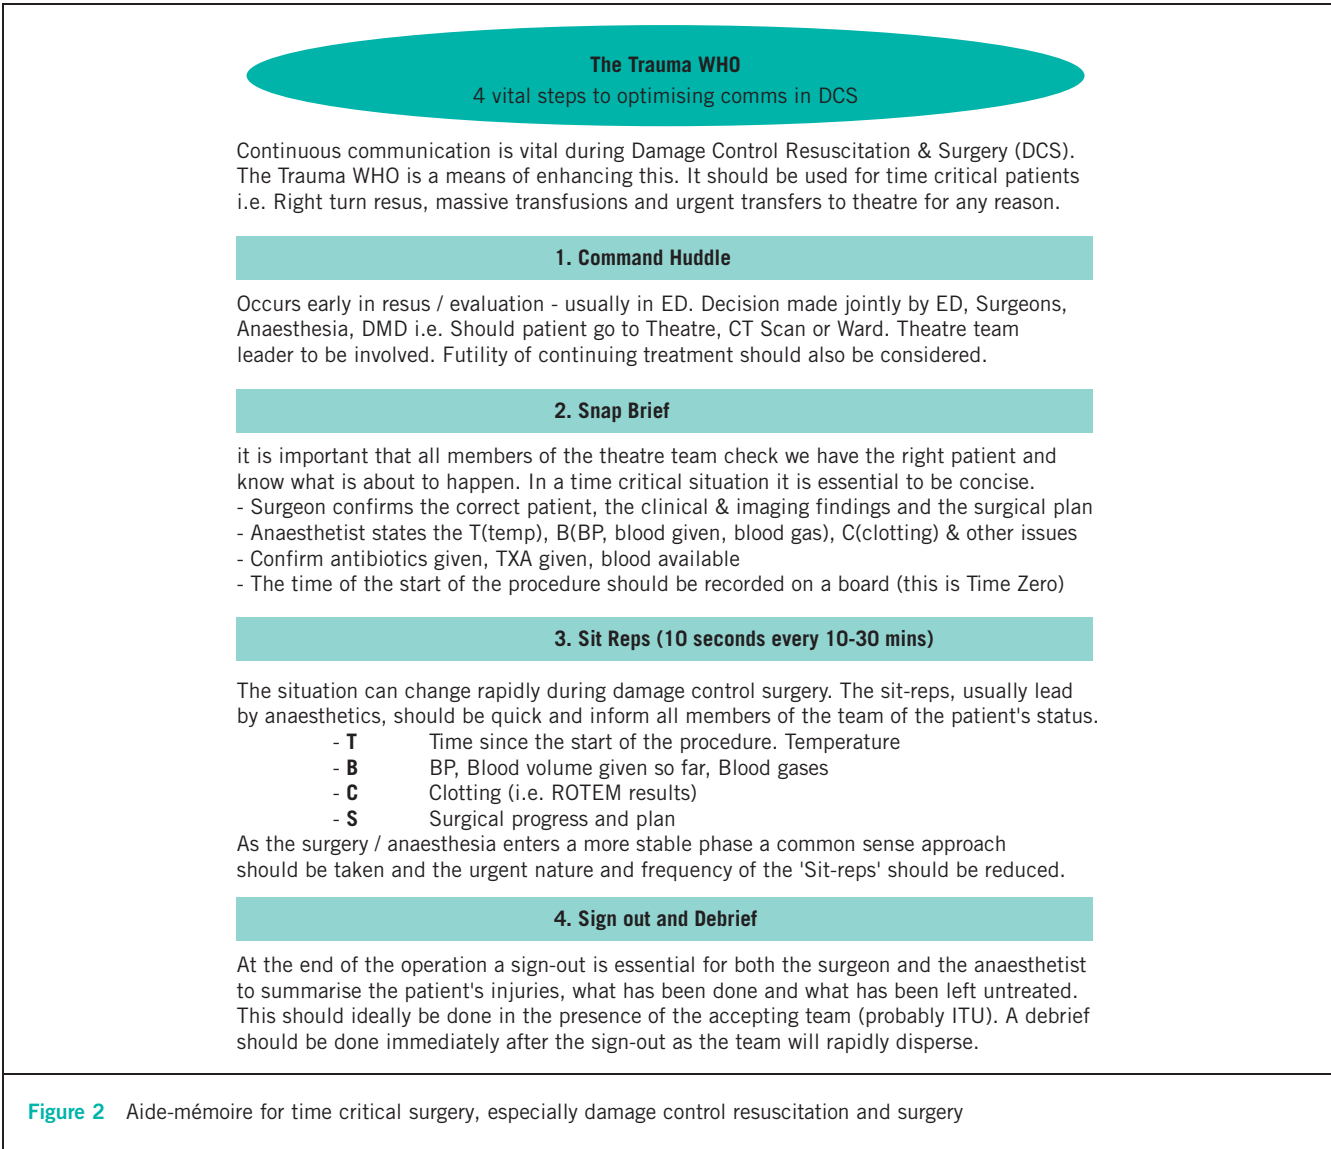 The Trauma WHO
4 vital steps to optimising comms in DCS
Continuous communication is vital during Damage Control Resuscitation & Surgery (DCS).
The Trauma WHO is a means of enhancing this. It should be used for time critical patients
i.e. Right turn resus, massive transfusions and urgent transfers to theatre for any reason.
1. Command Huddle
Occurs early in resus / evaluation - usually in ED. Decision made jointly by ED, Surgeons,
Anaesthesia, DMD i.e. Should patient go to Theatre, CT Scan or Ward. Theatre team
leader to be involved. Futility of continuing treatment should also be considered.
2. Snap Brief
it is important that all members of the theatre team check we have the right patient and
know what is about to happen. In a time critical situation it is essential to be concise.
- Surgeon confirms the correct patient, the clinical & imaging findings and the surgical plan
- Anaesthetist states the T(temp), B(BP, blood given, blood gas), C(clotting) & other issues
- Confirm antibiotics given, TXA given, blood available
- The time of the start of the procedure should be recorded on a board (this is Time Zero)
3. Sit Reps (10 seconds every 10-30 mins)
The situation can change rapidly during damage control surgery. The sit-reps, usually lead
by anaesthetics, should be quick and inform all members of the team of the patient's status.
- T Time since the start of the procedure. Temperature
- B BP, Blood volume given so far, Blood gases
- C Clotting (i.e. ROTEM results)
- S Surgical progress and plan
As the surgery / anaesthesia enters a more stable phase a common sense approach
should be taken and the urgent nature and frequency of the 'Sit-reps' should be reduced.
4. Sign out and Debrief
At the end of the operation a sign-out is essential for both the surgeon and the anaesthetist
to summarise the patient's injuries, what has been done and what has been left untreated.
This should ideally be done in the presence of the accepting team (probably ITU). A debrief
should be done immediately after the sign-out as the team will rapidly disperse.
Figure 2 Aide-mémoire for time critical surgery, especially damage control resuscitation and surgery